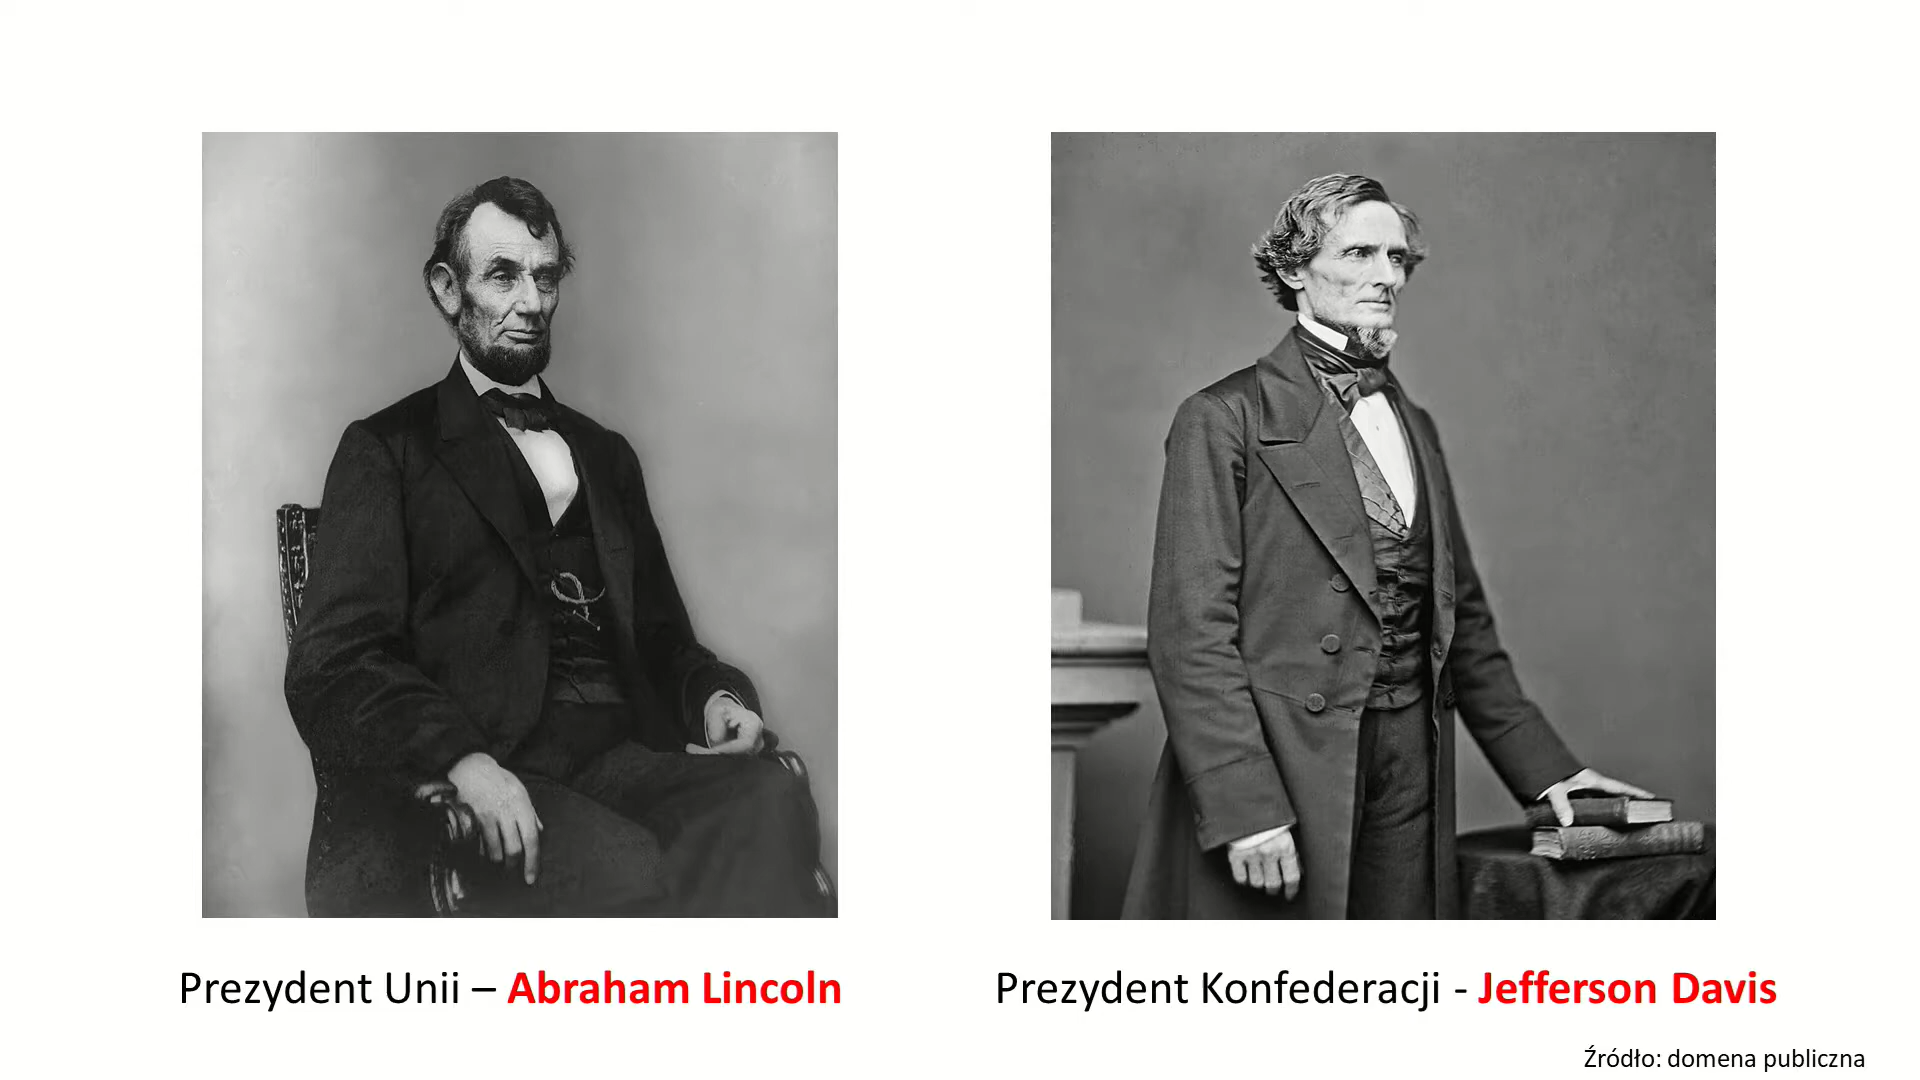 Prezydent Unii – Abraham Lincoln
Prezydent Konfederacji - Jefferson Davis
Źródło: domena publiczna